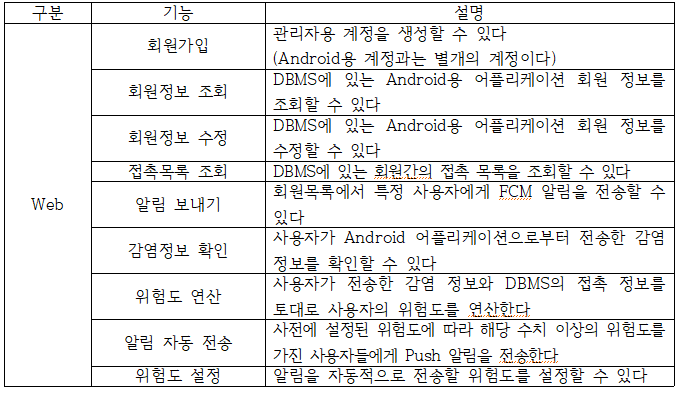 구분 기능 설명
Web
회원가입
관리자용 계정을 생성할 수 있다
(Android용 계정과는 별개의 계정이다)
회원정보 조회
DBMS에 있는 Android용 어플리케이션 회원 정보를
조회할 수 있다
회원정보 수정
DBMS에 있는 Android용 어플리케이션 회원 정보를
수정할 수 있다
접촉목록 조회
DBMS에 있는 회원간의 접촉 목록을 조회할 수 있다
알림 보내기
회원목록에서 특정 사용자에게 FCM 알림을 전송할 수
있다
감염정보 확인
사용자가 Android 어플리케이션으로부터 전송한 감염
정보를 확인할 수 있다
위험도 연산
사용자가 전송한 감염 정보와 DBMS의 접촉 정보를
토대로 사용자의 위험도를 연산한다
알림 자동 전송
사전에 설정된 위험도에 따라 해당 수치 이상의 위험도를
가진 사용자들에게 Push 알림을 전송한다
위험도 설정
알림을 자동적으로 전송할 위험도를 설정할 수 있다